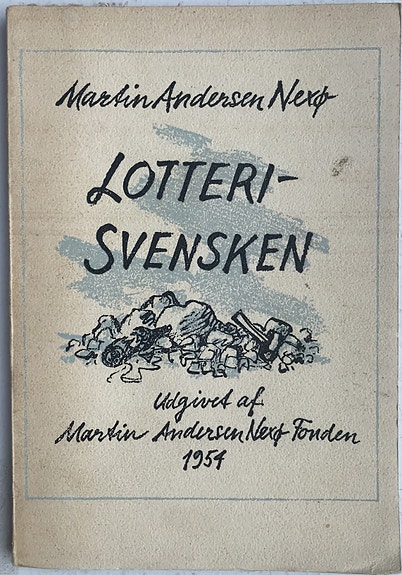 Martin Andersen Nexø
LOTTERI-
SVENSKEN
Udgivet af
Martin Andersen Nexø Fonden
1954